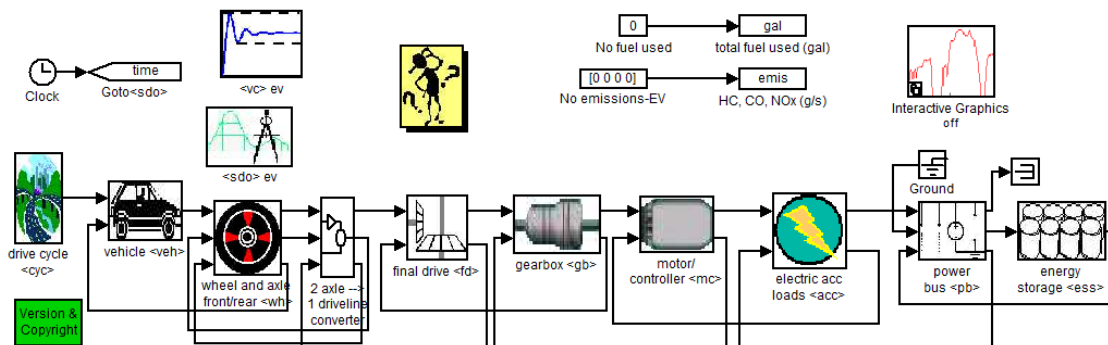 0
gal
No fuel used
total fuel used (gal)
time
Clock
Goto<sdo>
<vc> ev
[0 0 0 0]
emis
No emissions-EV
HC, CO, NOx (g/s)
Interactive Graphics
off
<sdo> ev
Ground
drive cycle
<cyc>
vehicle <veh>
wheel and axle
front/rear <wh>
2 axle -->
1 driveline
converter
final drive <fd>
gearbox <gb>
motor/
controller <mc>
electric acc
loads <acc>
power
bus <pb>
energy
storage <ess>
Version &
Copyright